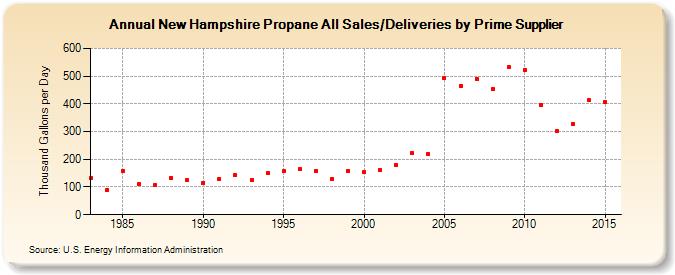 Annual New Hampshire Propane All Sales/Deliveries by Prime Supplier
Thousand Gallons per Day
600
500
400
300
200
100
0
1985 1990 1995 2000 2005 2010 2015
Source: U.S. Energy Information Administration